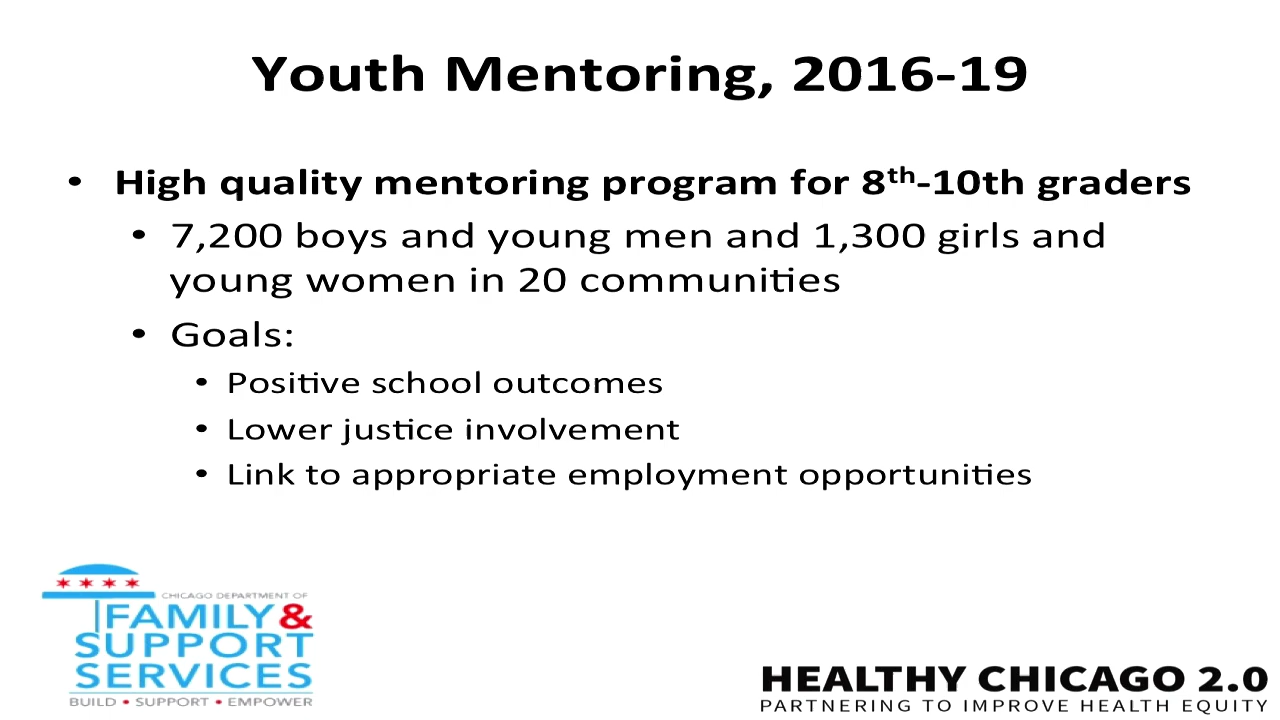 Youth Mentoring, 2016-19
• High quality mentoring program for 8th-10th graders
• 7,200 boys and young men and 1,300 girls and
young women in 20 communities
• Goals:
• Positive school outcomes
• Lower justice involvement
• Link to appropriate employment opportunities
CHICAGO DEPARTMENT OF
FAMILY &
SUPPORT
SERVICES
BUILD • SUPPORT • EMPOWER
HEALTHY CHICAGO 2.0
PARTNERING TO IMPROVE HEALTH EQUITY